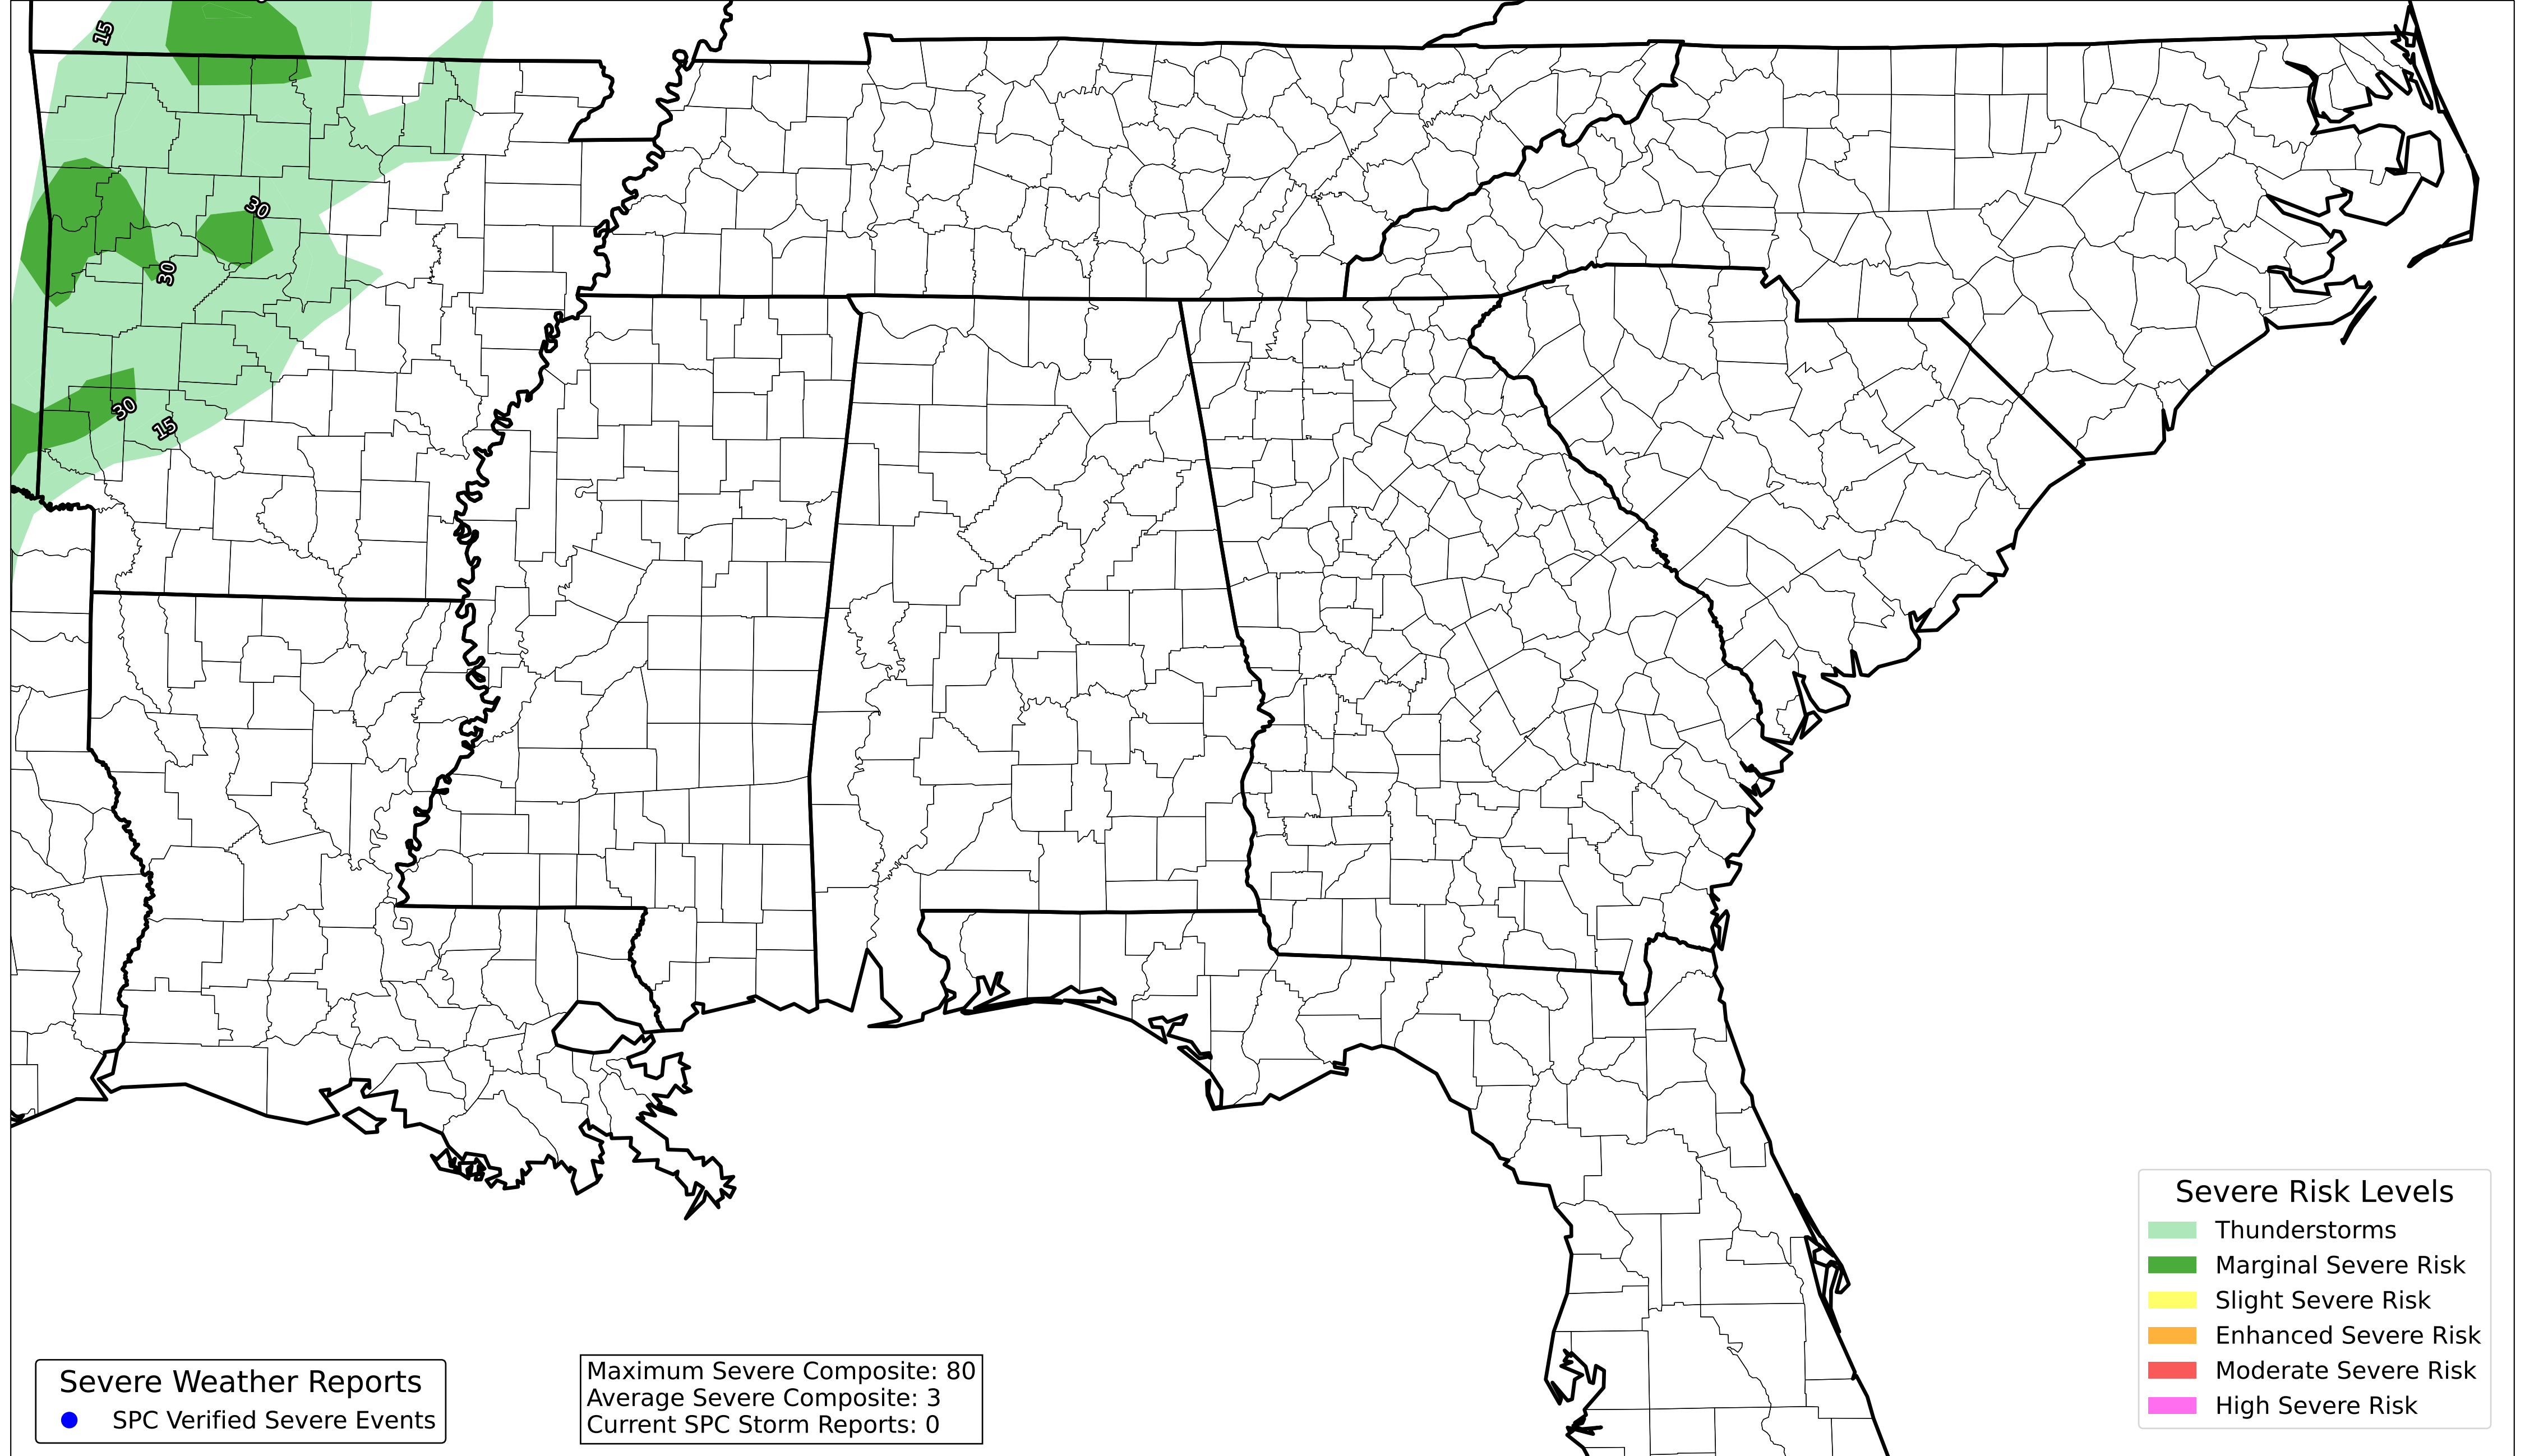 15
30
30
30
15
Severe Risk Levels
Thunderstorms
Marginal Severe Risk
Slight Severe Risk
Enhanced Severe Risk
Moderate Severe Risk
High Severe Risk
Severe Weather Reports
SPC Verified Severe Events
Maximum Severe Composite: 80
Average Severe Composite: 3
Current SPC Storm Reports: 0